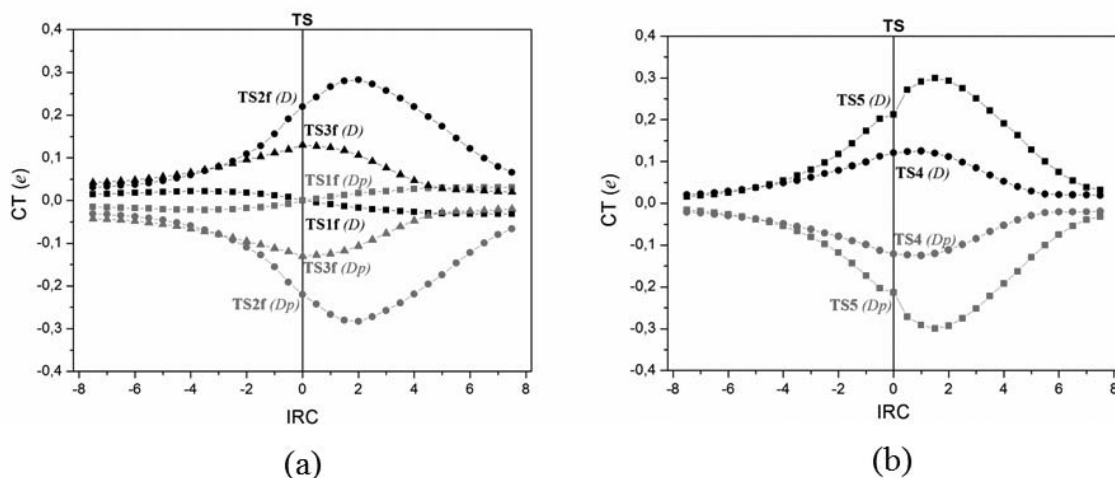 TS
0,4
0,3
0,2
0,1
0,0
-0,1
-0,2
-0,3
-0,4
CT (e)
TS2f (D)
TS3f (D)
TS1f (Dp)
TS1f (D)
TS3f (Dp)
TS2f (Dp)
-8 -6 -4 -2 0 2 4 6 8
IRC
(a)
TS
0,4
0,3
0,2
0,1
0,0
-0,1
-0,2
-0,3
-0,4
CT (e)
TS5 (D)
TS4 (D)
TS4 (Dp)
TS5 (Dp)
-8 -6 -4 -2 0 2 4 6 8
IRC
(b)